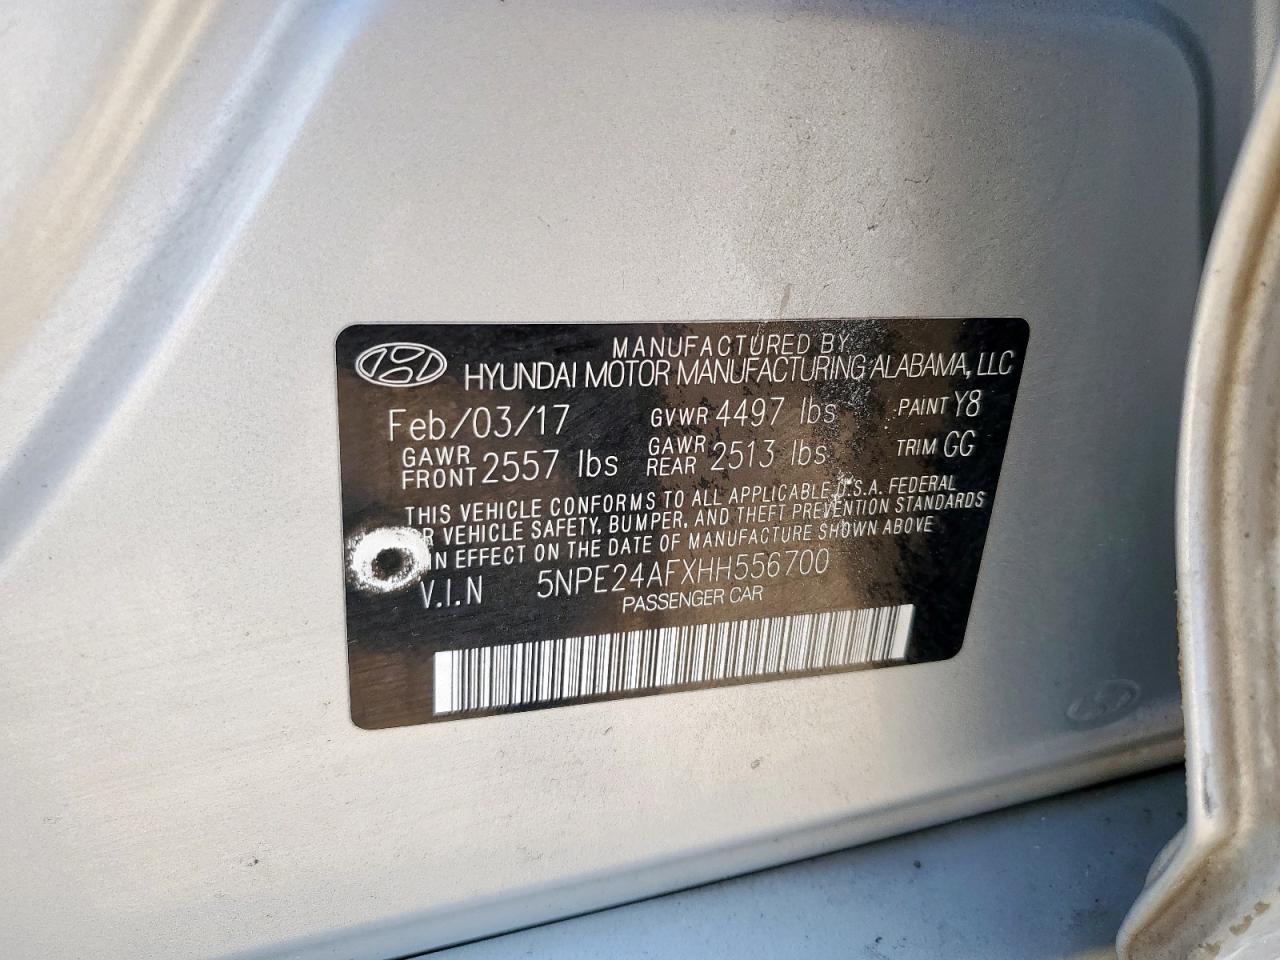 MANUFACTURED BY
HYUNDAI MOTOR MANUFACTURING ALABAMA, LLC
Feb/03/17 GVWR 4497 lbs PAINT Y8
GAWR FRONT 2557 lbs GAWR REAR 2513 lbs TRIM GG
THIS VEHICLE CONFORMS TO ALL APPLICABLE U.S.A. FEDERAL
OR VEHICLE SAFETY, BUMPER, AND THEFT PREVENTION STANDARDS
IN EFFECT ON THE DATE OF MANUFACTURE SHOWN ABOVE
V.I.N 5NPE24AFXHH556700
PASSENGER CAR